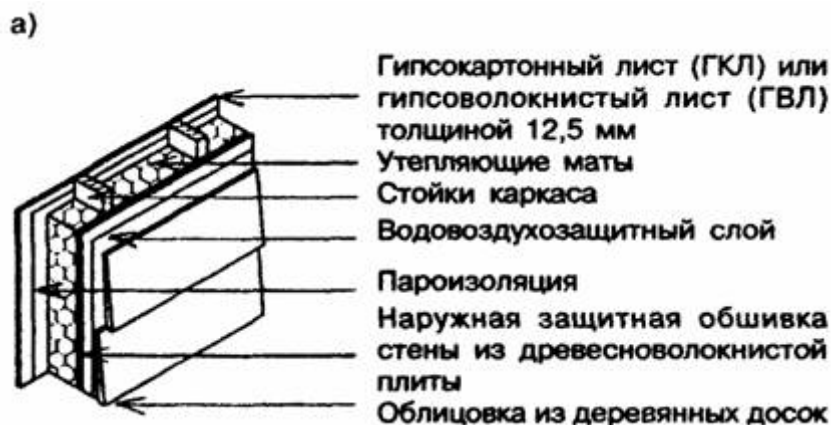 а)
Гипсокартонный лист (ГКЛ) или
гипсоволокнистый лист (ГВЛ)
толщиной 12,5 мм
Утепляющие маты
Стойки каркаса
Водовоздухозащитный слой
Пароизоляция
Наружная защитная обшивка
стены из древесноволокнистой
плиты
Облицовка из деревянных досок